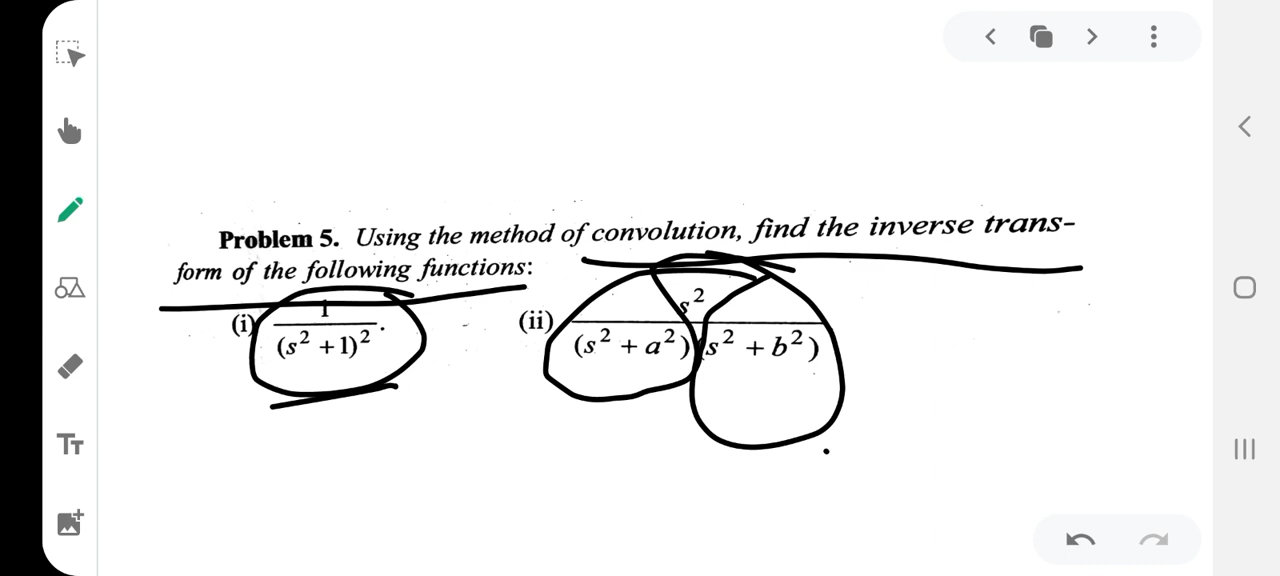 Problem 5. Using the method of convolution, find the inverse trans-
form of the following functions:
(i) 1/(s² + 1)². (ii) s²/(s² + a²)(s² + b²)
TT